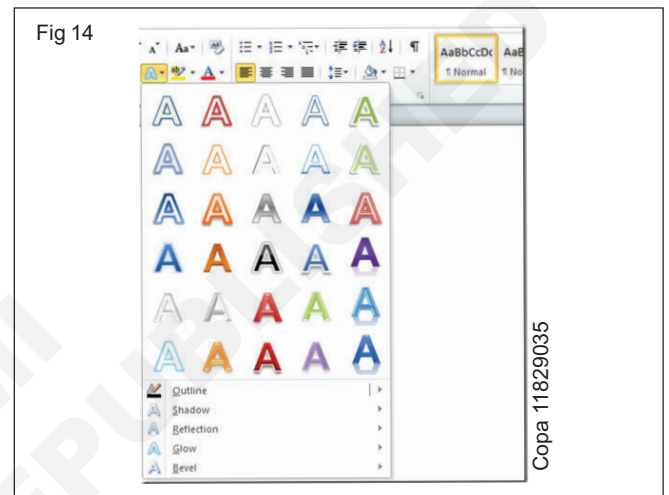 Fig 14
Aa
AaBbCcDc AaB
¶ Normal ¶ No
Outline
Shadow
Reflection
Glow
Bevel
Copa 11829035